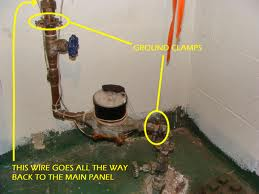 GROUND CLAMPS
THIS WIRE GOES ALL THE WAY
BACK TO THE MAIN PANEL